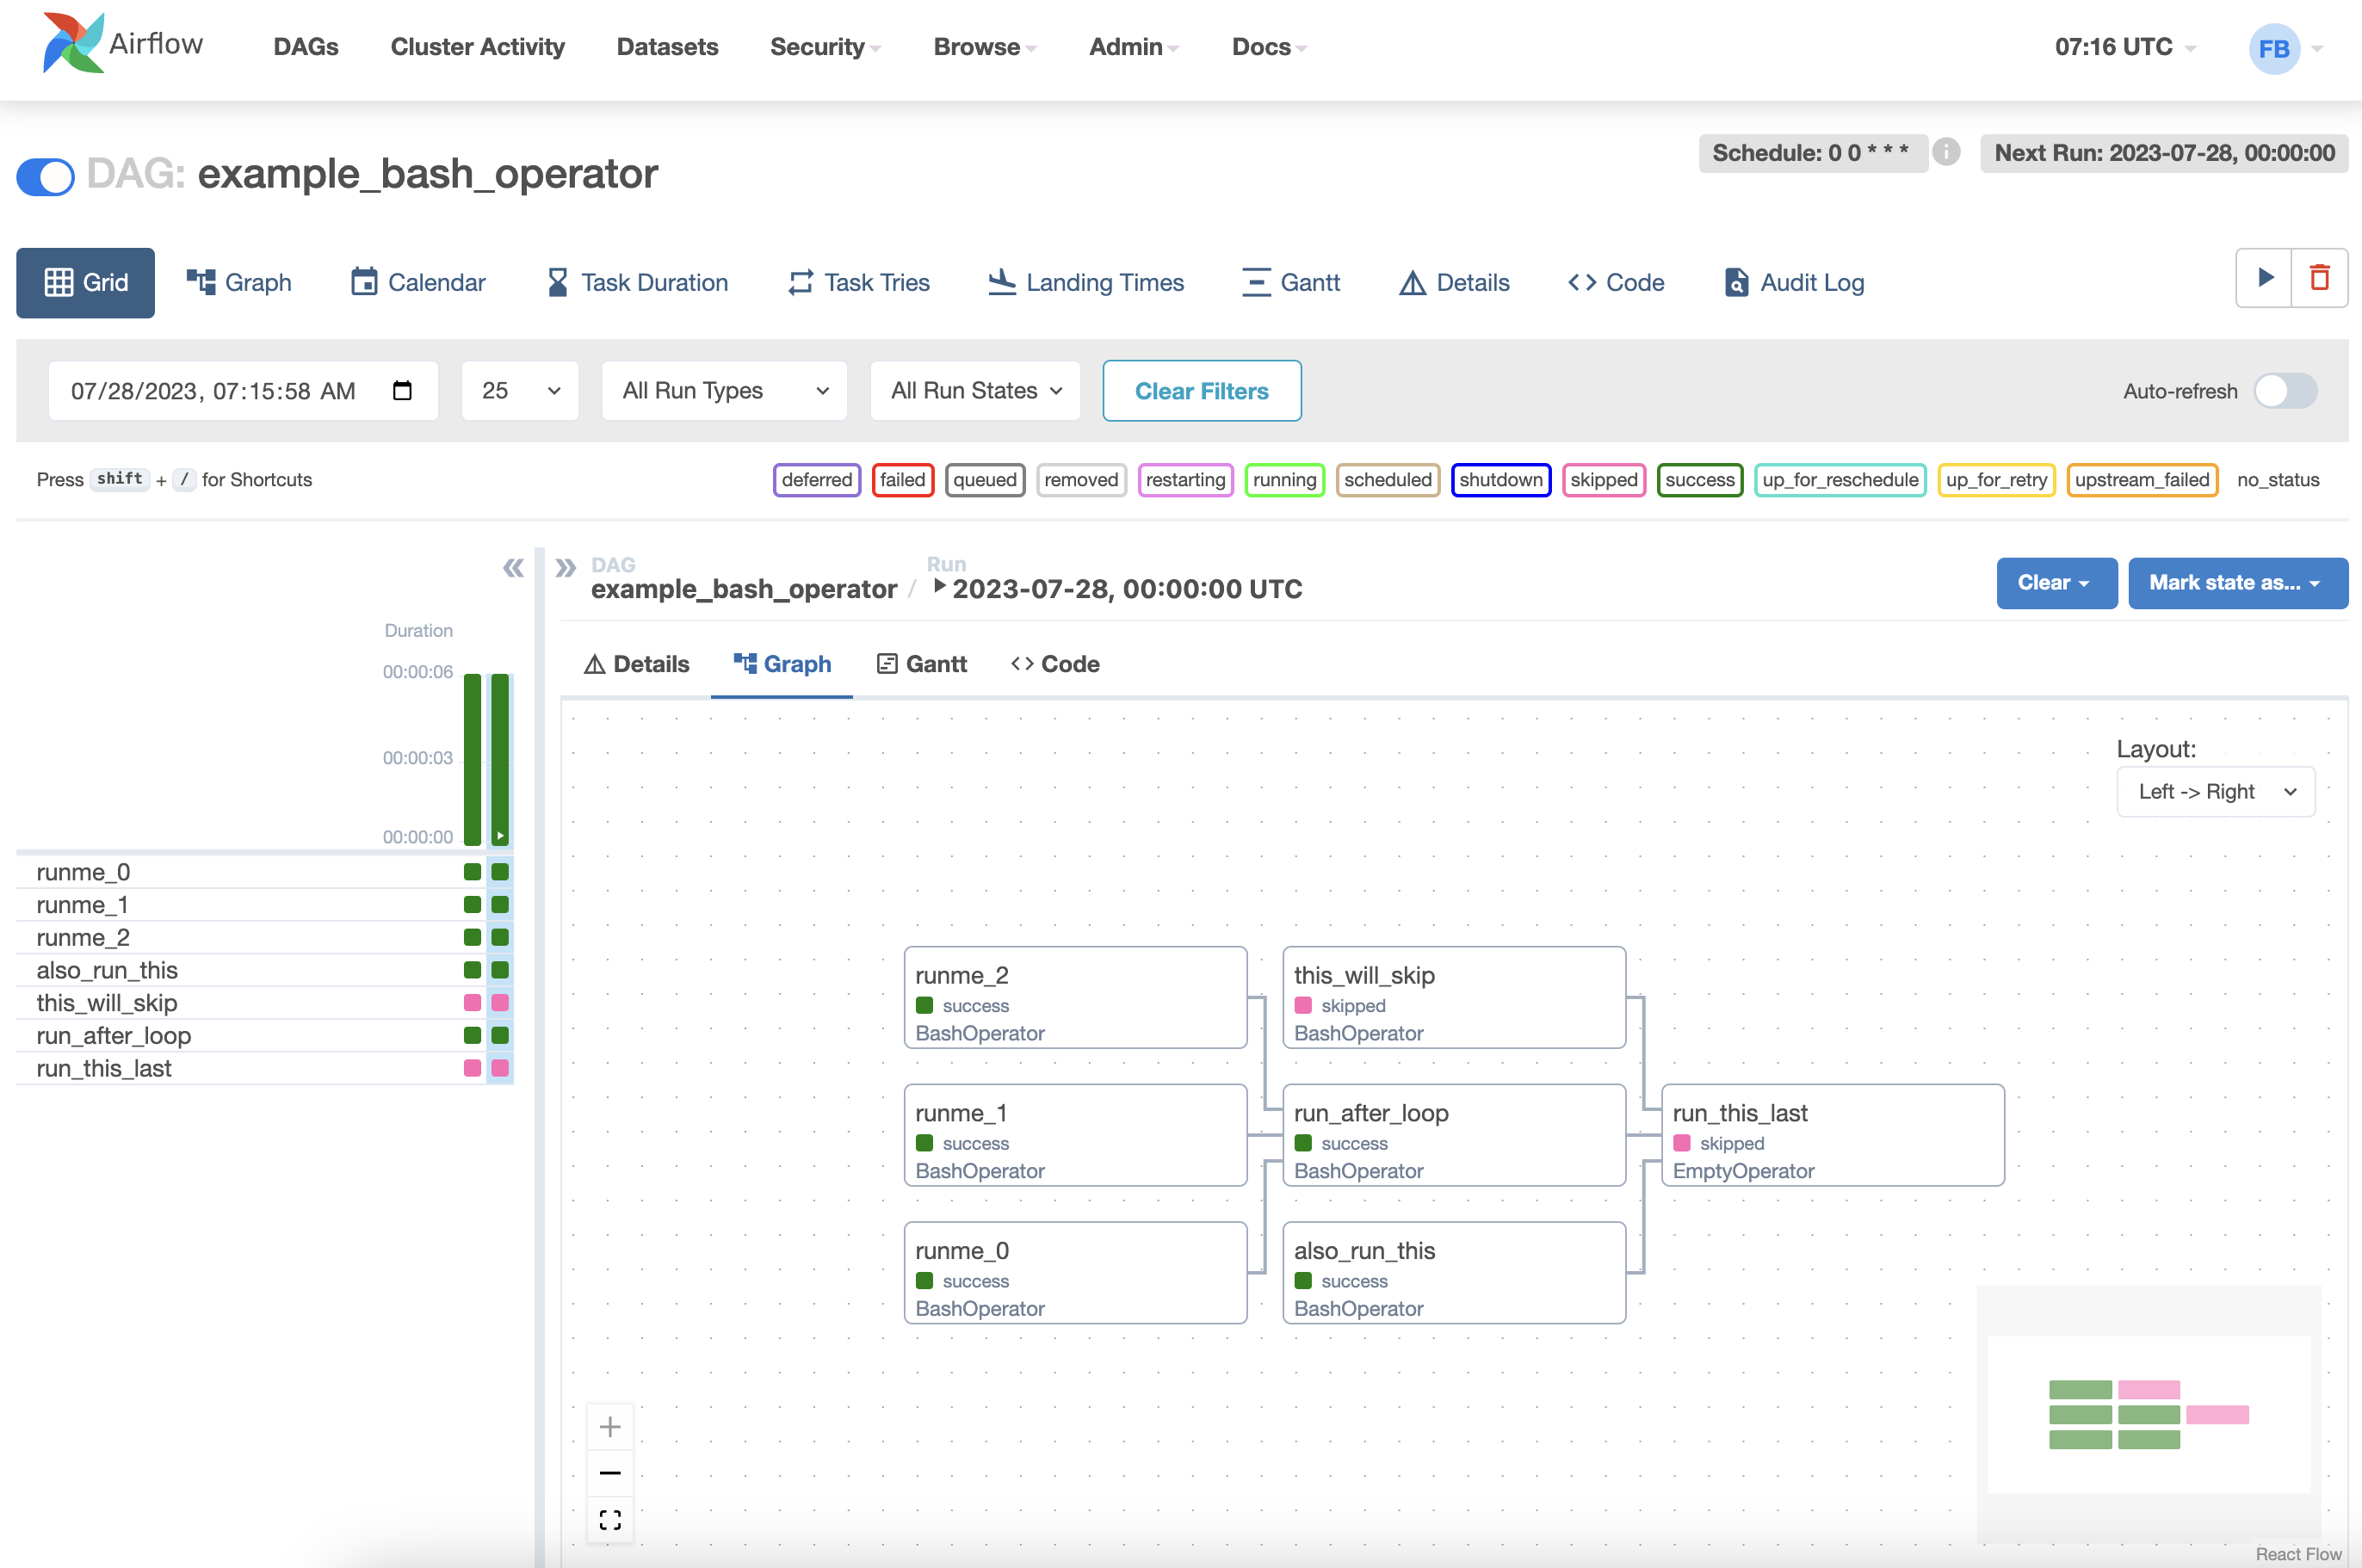 Airflow DAGs Cluster Activity Datasets Security Browse Admin Docs 07:16 UTC FB
DAG: example_bash_operator
Schedule: 0 0 * * * i Next Run: 2023-07-28, 00:00:00
Grid Graph Calendar Task Duration Task Tries Landing Times Gantt Details Code Audit Log
07/28/2023, 07:15:58 AM 25 All Run Types All Run States Clear Filters Auto-refresh
Press shift + / for Shortcuts deferred failed queued removed restarting running scheduled shutdown skipped success up_for_reschedule up_for_retry upstream_failed no_status
DAG Run
example_bash_operator / 2023-07-28, 00:00:00 UTC
Clear Mark state as...
Details Graph Gantt Code
Duration
00:00:06
00:00:03
00:00:00
runme_0
runme_1
runme_2
also_run_this
this_will_skip
run_after_loop
run_this_last
Layout:
Left -> Right
runme_2
success
BashOperator
this_will_skip
skipped
BashOperator
runme_1
success
BashOperator
run_after_loop
success
BashOperator
run_this_last
skipped
EmptyOperator
runme_0
success
BashOperator
also_run_this
success
BashOperator
React Flow